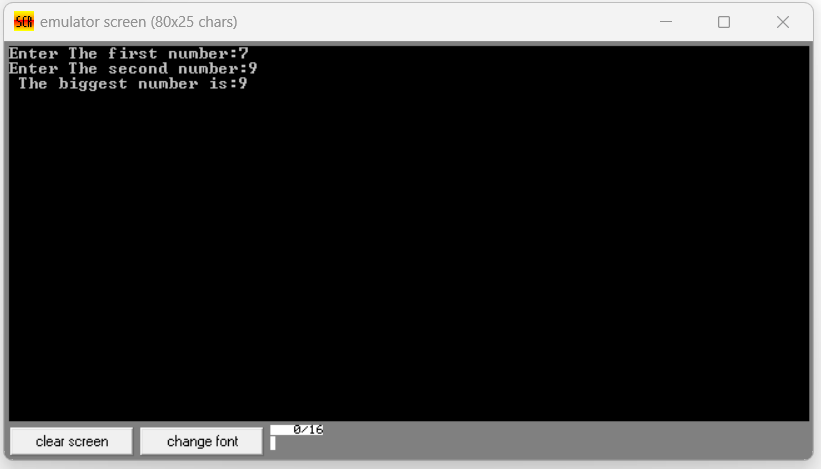 SCR emulator screen (80x25 chars)
Enter The first number:7
Enter The second number:9
 The biggest number is:9
clear screen
change font
0/16